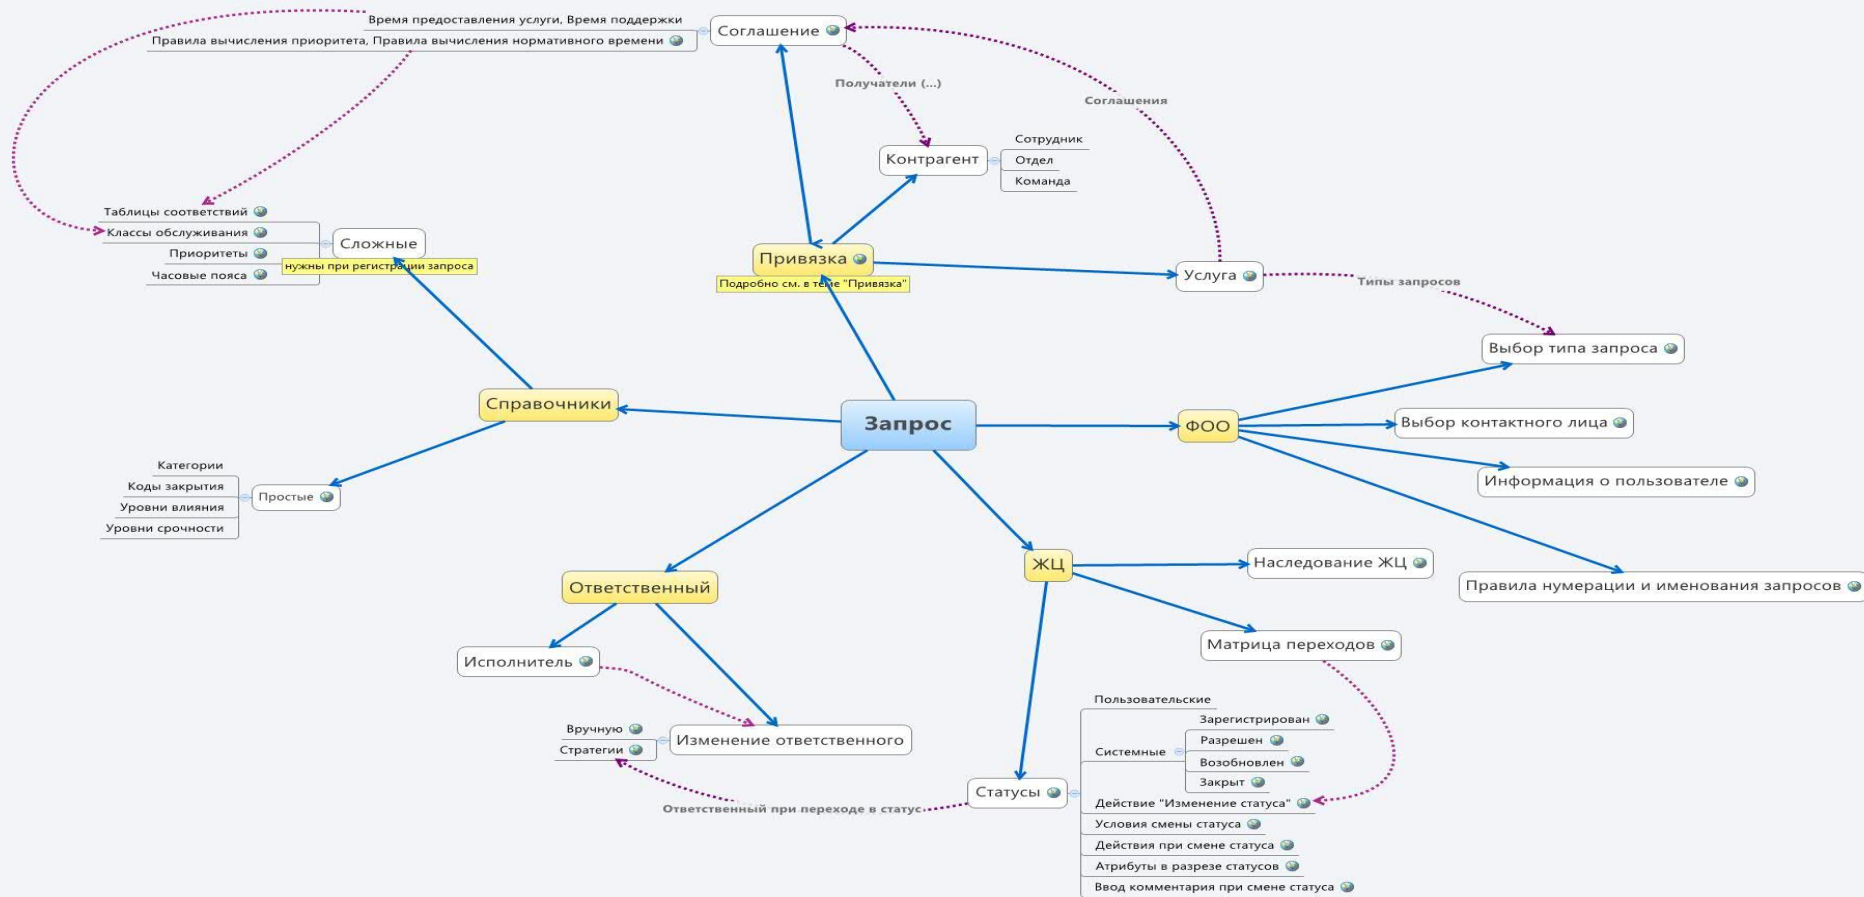 Время предоставления услуги, Время поддержки
Правила вычисления приоритета, Правила вычисления нормативного времени
Соглашение
Получатели (...)
Соглашения
Контрагент
Сотрудник
Отдел
Команда
Таблицы соответствий
Классы обслуживания
Приоритеты
Часовые пояса
Сложные
нужны при регистрации запроса
Привязка
Подробно см. в теме "Привязка"
Услуга
Типы запросов
Выбор типа запроса
Справочники
Запрос
ФОО
Выбор контактного лица
Информация о пользователе
Правила нумерации и именования запросов
Категории
Коды закрытия
Уровни влияния
Уровни срочности
Простые
Ответственный
ЖЦ
Наследование ЖЦ
Матрица переходов
Исполнитель
Вручную
Стратегии
Изменение ответственного
Ответственный при переходе в статус
Статусы
Пользовательские
Системные
Зарегистрирован
Разрешен
Возобновлен
Закрыт
Действие "Изменение статуса"
Условия смены статуса
Действия при смене статуса
Атрибуты в разрезе статусов
Ввод комментария при смене статуса